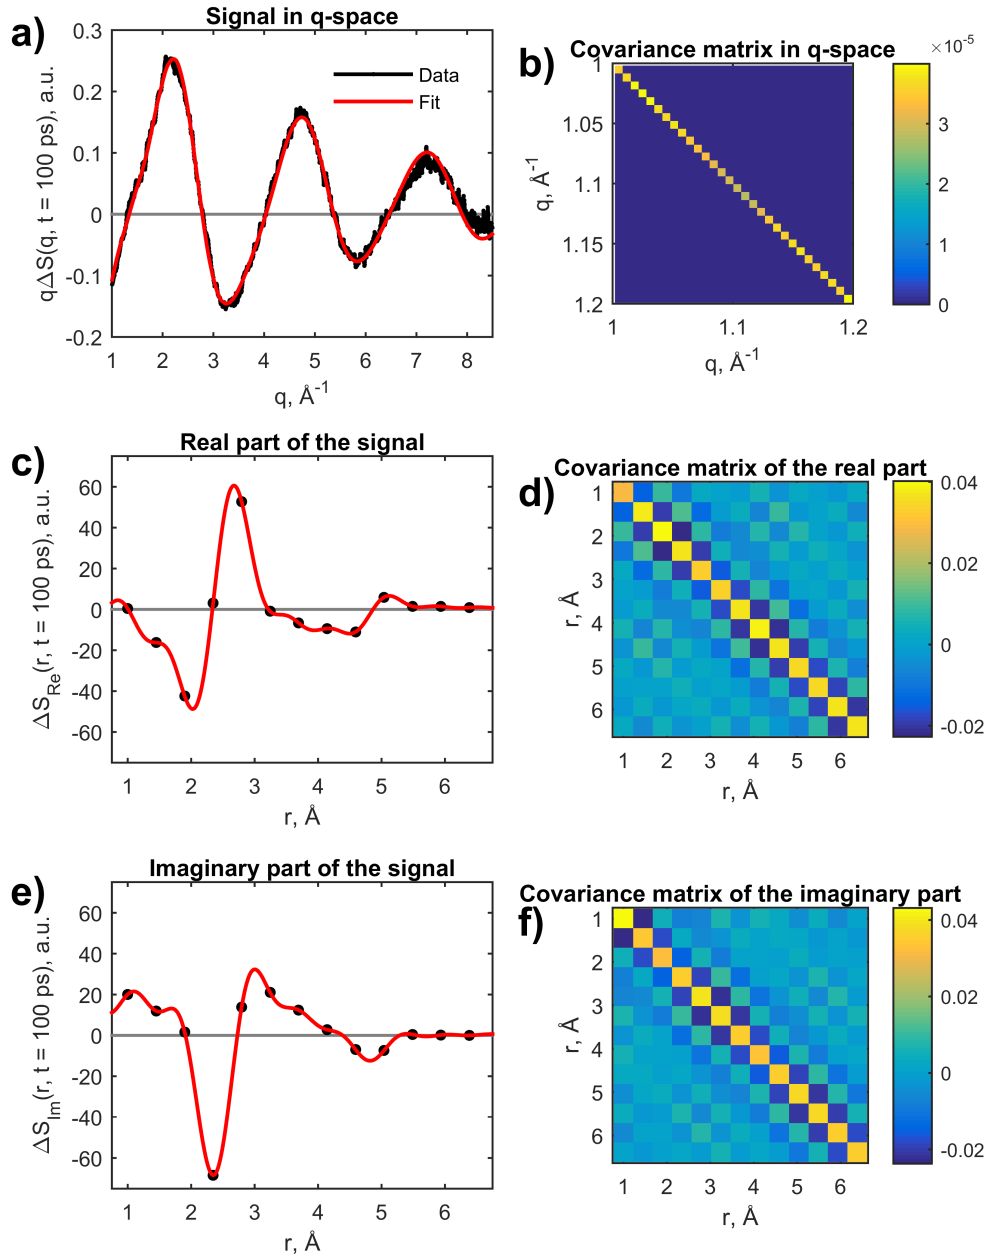 a)
Signal in q-space
0.3
0.2
0.1
0
-0.1
-0.2
qΔS(q, t = 100 ps), a.u.
Data
Fit
1 2 3 4 5 6 7 8
q, Å-1
b)
Covariance matrix in q-space
×10-5
1
1.05
1.1
1.15
1.2
q, Å-1
1 1.1 1.2
q, Å-1
3
2
1
0
c)
Real part of the signal
60
40
20
0
-20
-40
-60
ΔSRe(r, t = 100 ps), a.u.
1 2 3 4 5 6
r, Å
d)
Covariance matrix of the real part
1
2
3
4
5
6
r, Å
1 2 3 4 5 6
r, Å
0.04
0.02
0
-0.02
e)
Imaginary part of the signal
60
40
20
0
-20
-40
-60
ΔSIm(r, t = 100 ps), a.u.
1 2 3 4 5 6
r, Å
f)
Covariance matrix of the imaginary part
1
2
3
4
5
6
r, Å
1 2 3 4 5 6
r, Å
0.04
0.02
0
-0.02